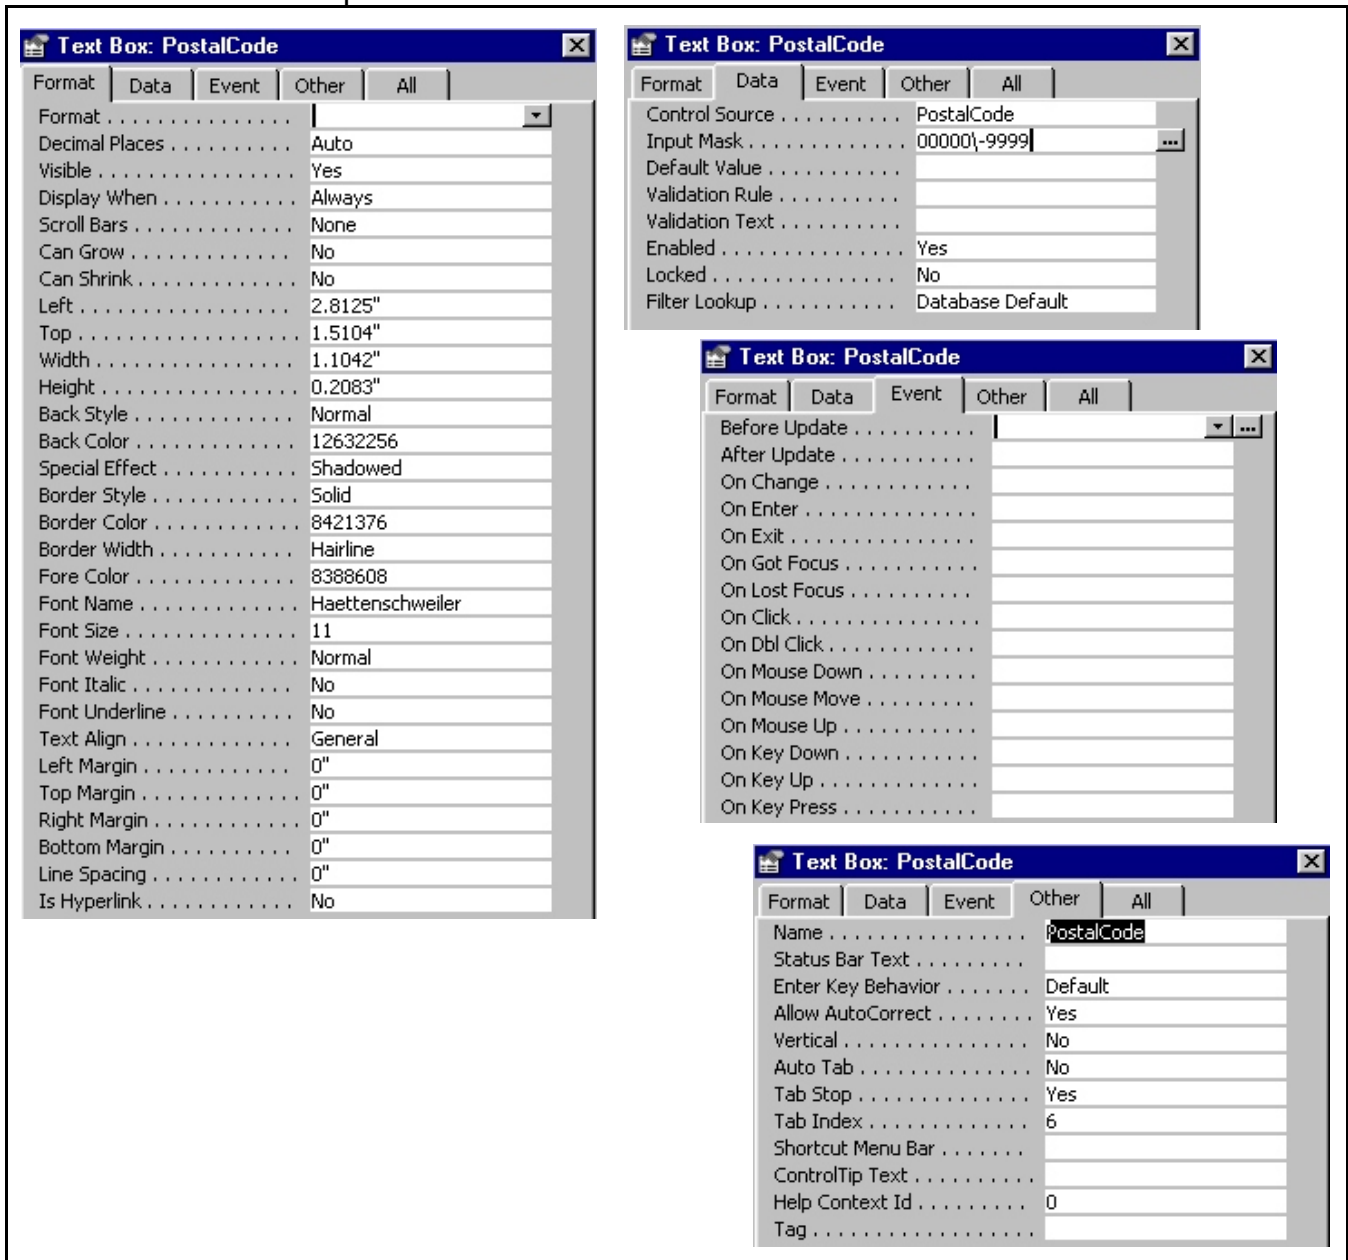 Text Box: PostalCode
Format Data Event Other All
Format . . . . . . . . . . . . . . . .
Decimal Places . . . . . . . . . . Auto
Visible . . . . . . . . . . . . . . . . . Yes
Display When . . . . . . . . . . . Always
Scroll Bars . . . . . . . . . . . . . None
Can Grow . . . . . . . . . . . . . No
Can Shrink . . . . . . . . . . . . . No
Left . . . . . . . . . . . . . . . . . . 2.8125"
Top . . . . . . . . . . . . . . . . . . . 1.5104"
Width . . . . . . . . . . . . . . . . . 1.1042"
Height . . . . . . . . . . . . . . . . 0.2083"
Back Style . . . . . . . . . . . . . Normal
Back Color . . . . . . . . . . . . . 12632256
Special Effect . . . . . . . . . . . Shadowed
Border Style . . . . . . . . . . . . Solid
Border Color . . . . . . . . . . . . 8421376
Border Width . . . . . . . . . . . Hairline
Fore Color . . . . . . . . . . . . . 8388608
Font Name . . . . . . . . . . . . . Haettenschweiler
Font Size . . . . . . . . . . . . . . 11
Font Weight . . . . . . . . . . . . Normal
Font Italic . . . . . . . . . . . . . No
Font Underline . . . . . . . . . . No
Text Align . . . . . . . . . . . . . General
Left Margin . . . . . . . . . . . . 0"
Top Margin . . . . . . . . . . . . . 0"
Right Margin . . . . . . . . . . . . 0"
Bottom Margin . . . . . . . . . . 0"
Line Spacing . . . . . . . . . . . . 0"
Is Hyperlink . . . . . . . . . . . . No
Text Box: PostalCode
Format Data Event Other All
Control Source . . . . . . . . . . PostalCode
Input Mask . . . . . . . . . . . . . 00000\-9999
Default Value . . . . . . . . . . .
Validation Rule . . . . . . . . . .
Validation Text . . . . . . . . . .
Enabled . . . . . . . . . . . . . . . Yes
Locked . . . . . . . . . . . . . . . . No
Filter Lookup . . . . . . . . . . . Database Default
Text Box: PostalCode
Format Data Event Other All
Before Update . . . . . . . . . . ...
After Update . . . . . . . . . . .
On Change . . . . . . . . . . . .
On Enter . . . . . . . . . . . . . .
On Exit . . . . . . . . . . . . . . . .
On Got Focus . . . . . . . . . . .
On Lost Focus . . . . . . . . . .
On Click . . . . . . . . . . . . . . . .
On Dbl Click . . . . . . . . . . . . .
On Mouse Down . . . . . . . . .
On Mouse Move . . . . . . . . .
On Mouse Up . . . . . . . . . . .
On Key Down . . . . . . . . . . .
On Key Up . . . . . . . . . . . . .
On Key Press . . . . . . . . . . .
Text Box: PostalCode
Format Data Event Other All
Name . . . . . . . . . . . . . . . . PostalCode
Status Bar Text . . . . . . . . .
Enter Key Behavior . . . . . . . Default
Allow AutoCorrect . . . . . . . . Yes
Vertical . . . . . . . . . . . . . . . No
Auto Tab . . . . . . . . . . . . . . No
Tab Stop . . . . . . . . . . . . . . Yes
Tab Index . . . . . . . . . . . . . 6
Shortcut Menu Bar . . . . . . .
ControlTip Text . . . . . . . . . .
Help Context Id . . . . . . . . . 0
Tag . . . . . . . . . . . . . . . . . . .